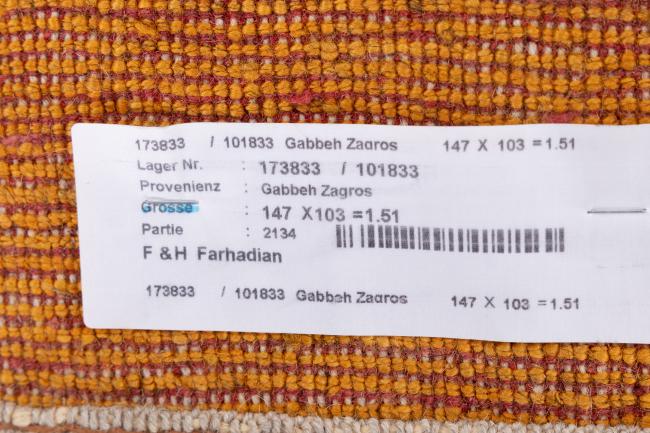 173833 / 101833 Gabbeh Zagros 147 X 103 = 1.51
Lager Nr. : 173833 / 101833
Provenienz : Gabbeh Zagros
Grosse : 147 X103 =1.51
Partie : 2134
F & H Farhadian
173833 / 101833 Gabbeh Zagros 147 X 103 = 1.51